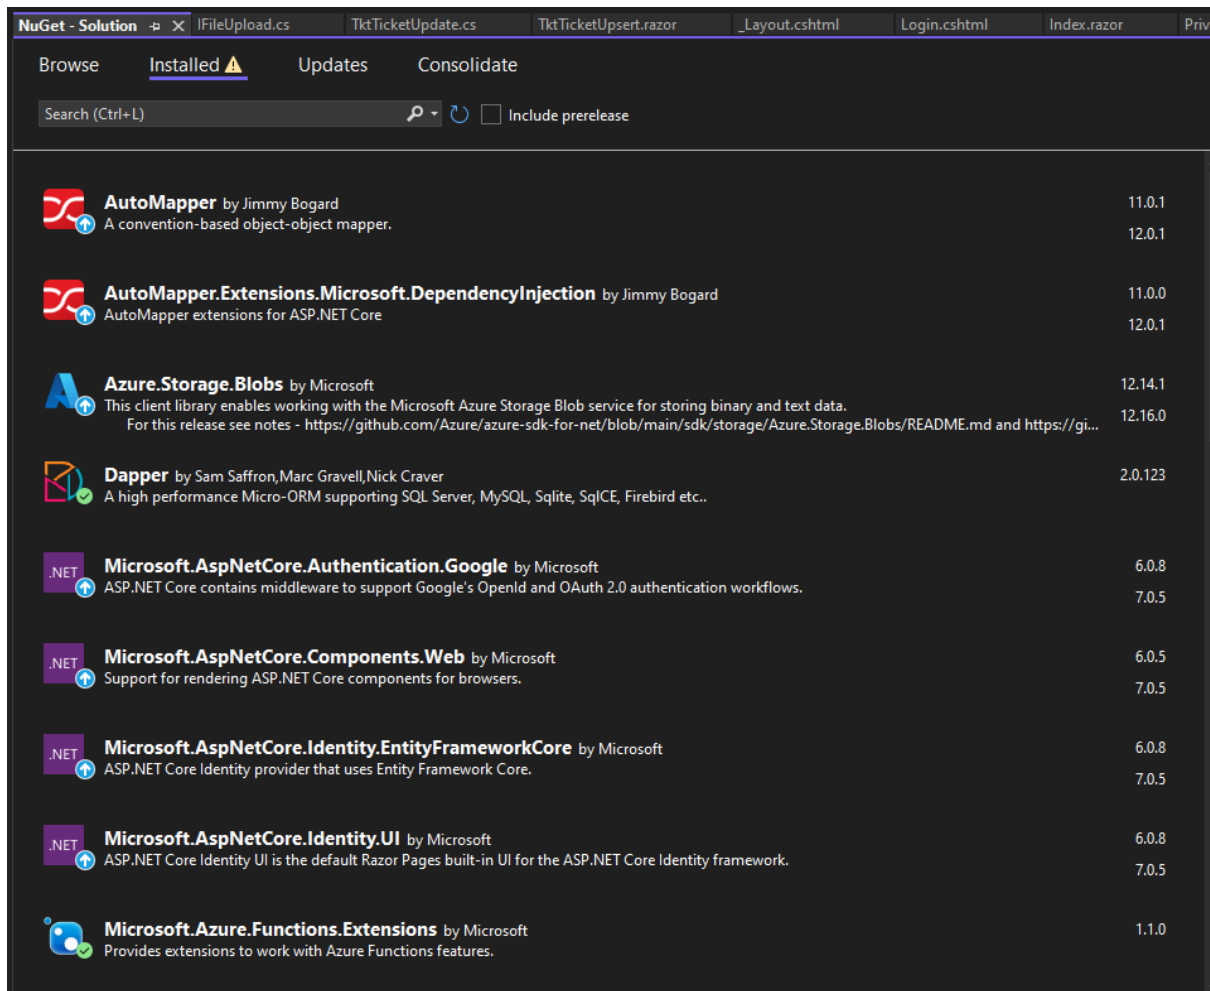 NuGet - Solution IFileUpload.cs TktTicketUpdate.cs TktTicketUpsert.razor _Layout.cshtml Login.cshtml Index.razor Priv
Browse Installed Updates Consolidate
Search (Ctrl+L) Include prerelease
AutoMapper by Jimmy Bogard 11.0.1
A convention-based object-object mapper.
12.0.1
AutoMapper.Extensions.Microsoft.DependencyInjection by Jimmy Bogard 11.0.0
AutoMapper extensions for ASP.NET Core
12.0.1
Azure.Storage.Blobs by Microsoft 12.14.1
This client library enables working with the Microsoft Azure Storage Blob service for storing binary and text data.
12.16.0
For this release see notes - https://github.com/Azure/azure-sdk-for-net/blob/main/sdk/storage/Azure.Storage.Blobs/README.md and https://gi...
Dapper by Sam Saffron,Marc Gravell,Nick Craver 2.0.123
A high performance Micro-ORM supporting SQL Server, MySQL, Sqlite, SqlCE, Firebird etc..
.NET
Microsoft.AspNetCore.Authentication.Google by Microsoft 6.0.8
ASP.NET Core contains middleware to support Google's OpenId and OAuth 2.0 authentication workflows.
7.0.5
.NET
Microsoft.AspNetCore.Components.Web by Microsoft 6.0.5
Support for rendering ASP.NET Core components for browsers.
7.0.5
.NET
Microsoft.AspNetCore.Identity.EntityFrameworkCore by Microsoft 6.0.8
ASP.NET Core Identity provider that uses Entity Framework Core.
7.0.5
.NET
Microsoft.AspNetCore.Identity.UI by Microsoft 6.0.8
ASP.NET Core Identity UI is the default Razor Pages built-in UI for the ASP.NET Core Identity framework.
7.0.5
Microsoft.Azure.Functions.Extensions by Microsoft 1.1.0
Provides extensions to work with Azure Functions features.